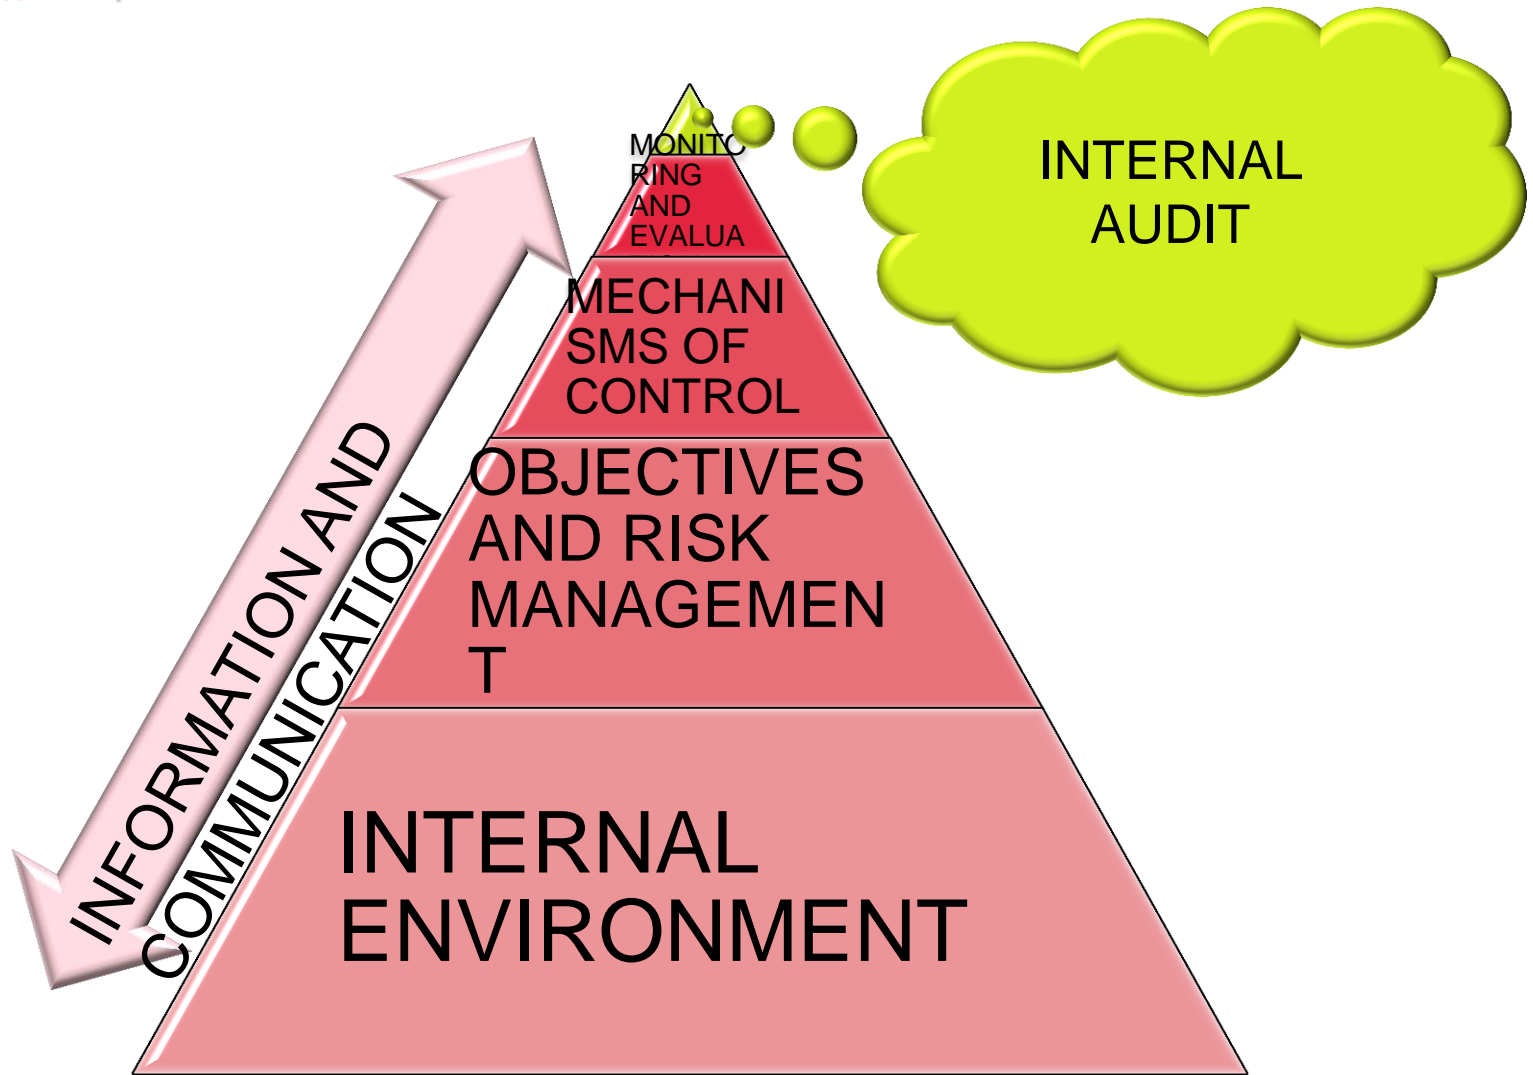 INTERNAL
AUDIT
MONITO
RING
AND
EVALUA
MECHANI
SMS OF
CONTROL
OBJECTIVES
AND RISK
MANAGEMEN
T
INFORMATION AND
COMMUNICATION
INTERNAL
ENVIRONMENT